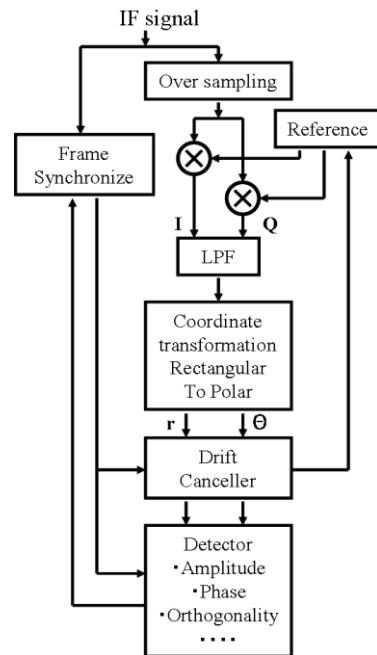 IF signal
Over sampling
Reference
Frame
Synchronize
I
Q
LPF
Coordinate
transformation
Rectangular
To Polar
r
Θ
Drift
Canceller
Detector
・Amplitude
・Phase
・Orthogonality
・・・・